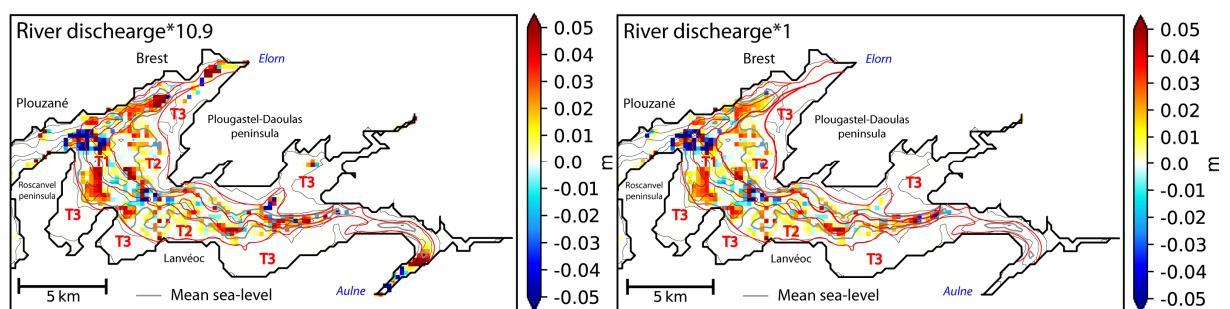 River dischearge*10.9
Brest
Elorn
Plouzané
T3
Plougastel-Daoulas
peninsula
T1
T2
T3
Roscanvel
peninsula
T3
T3
T2
Lanvéoc
T3
5 km
Mean sea-level
Aulne
0.05
0.04
0.03
0.02
0.01
0.0
-0.01
-0.02
-0.03
-0.04
-0.05
m
River dischearge*1
Brest
Elorn
Plouzané
T3
Plougastel-Daoulas
peninsula
T1
T2
T3
Roscanvel
peninsula
T3
T3
T2
Lanvéoc
T3
5 km
Mean sea-level
Aulne
0.05
0.04
0.03
0.02
0.01
0.0
-0.01
-0.02
-0.03
-0.04
-0.05
m